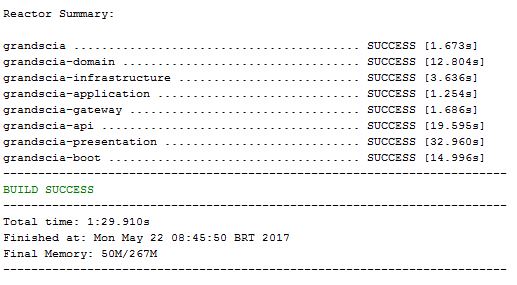 Reactor Summary:
grandscia ....................................... SUCCESS [1.673s]
grandscia-domain ................................ SUCCESS [12.804s]
grandscia-infrastructure ........................ SUCCESS [3.636s]
grandscia-application ........................... SUCCESS [1.254s]
grandscia-gateway ............................... SUCCESS [1.686s]
grandscia-api ................................... SUCCESS [19.595s]
grandscia-presentation .......................... SUCCESS [32.960s]
grandscia-boot .................................. SUCCESS [14.996s]
------------------------------------------------------------------------
BUILD SUCCESS
------------------------------------------------------------------------
Total time: 1:29.910s
Finished at: Mon May 22 08:45:50 BRT 2017
Final Memory: 50M/267M
------------------------------------------------------------------------